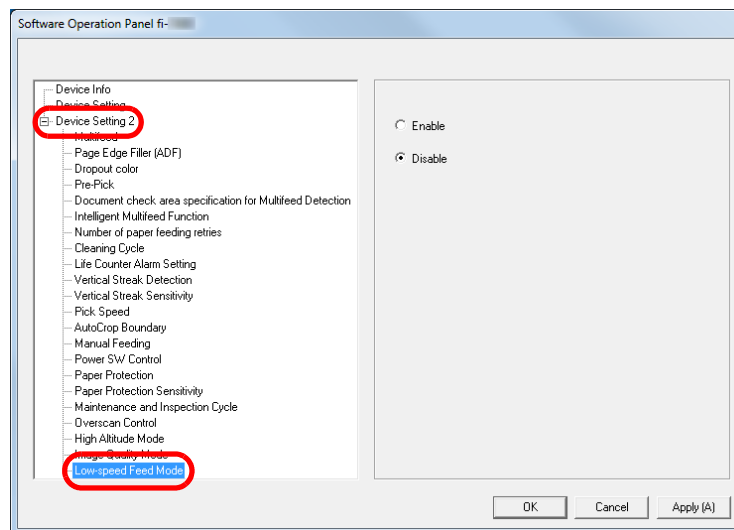 Software Operation Panel fi-
Device Info
Device Setting
Device Setting 2
Multifeed
Page Edge Filler (ADF)
Dropout color
Pre-Pick
Document check area specification for Multifeed Detection
Intelligent Multifeed Function
Number of paper feeding retries
Cleaning Cycle
Life Counter Alarm Setting
Vertical Streak Detection
Vertical Streak Sensitivity
Pick Speed
AutoCrop Boundary
Manual Feeding
Power SW Control
Paper Protection
Paper Protection Sensitivity
Maintenance and Inspection Cycle
Overscan Control
High Altitude Mode
Image Quality Mode
Low-speed Feed Mode
Enable
Disable
OK
Cancel
Apply (A)